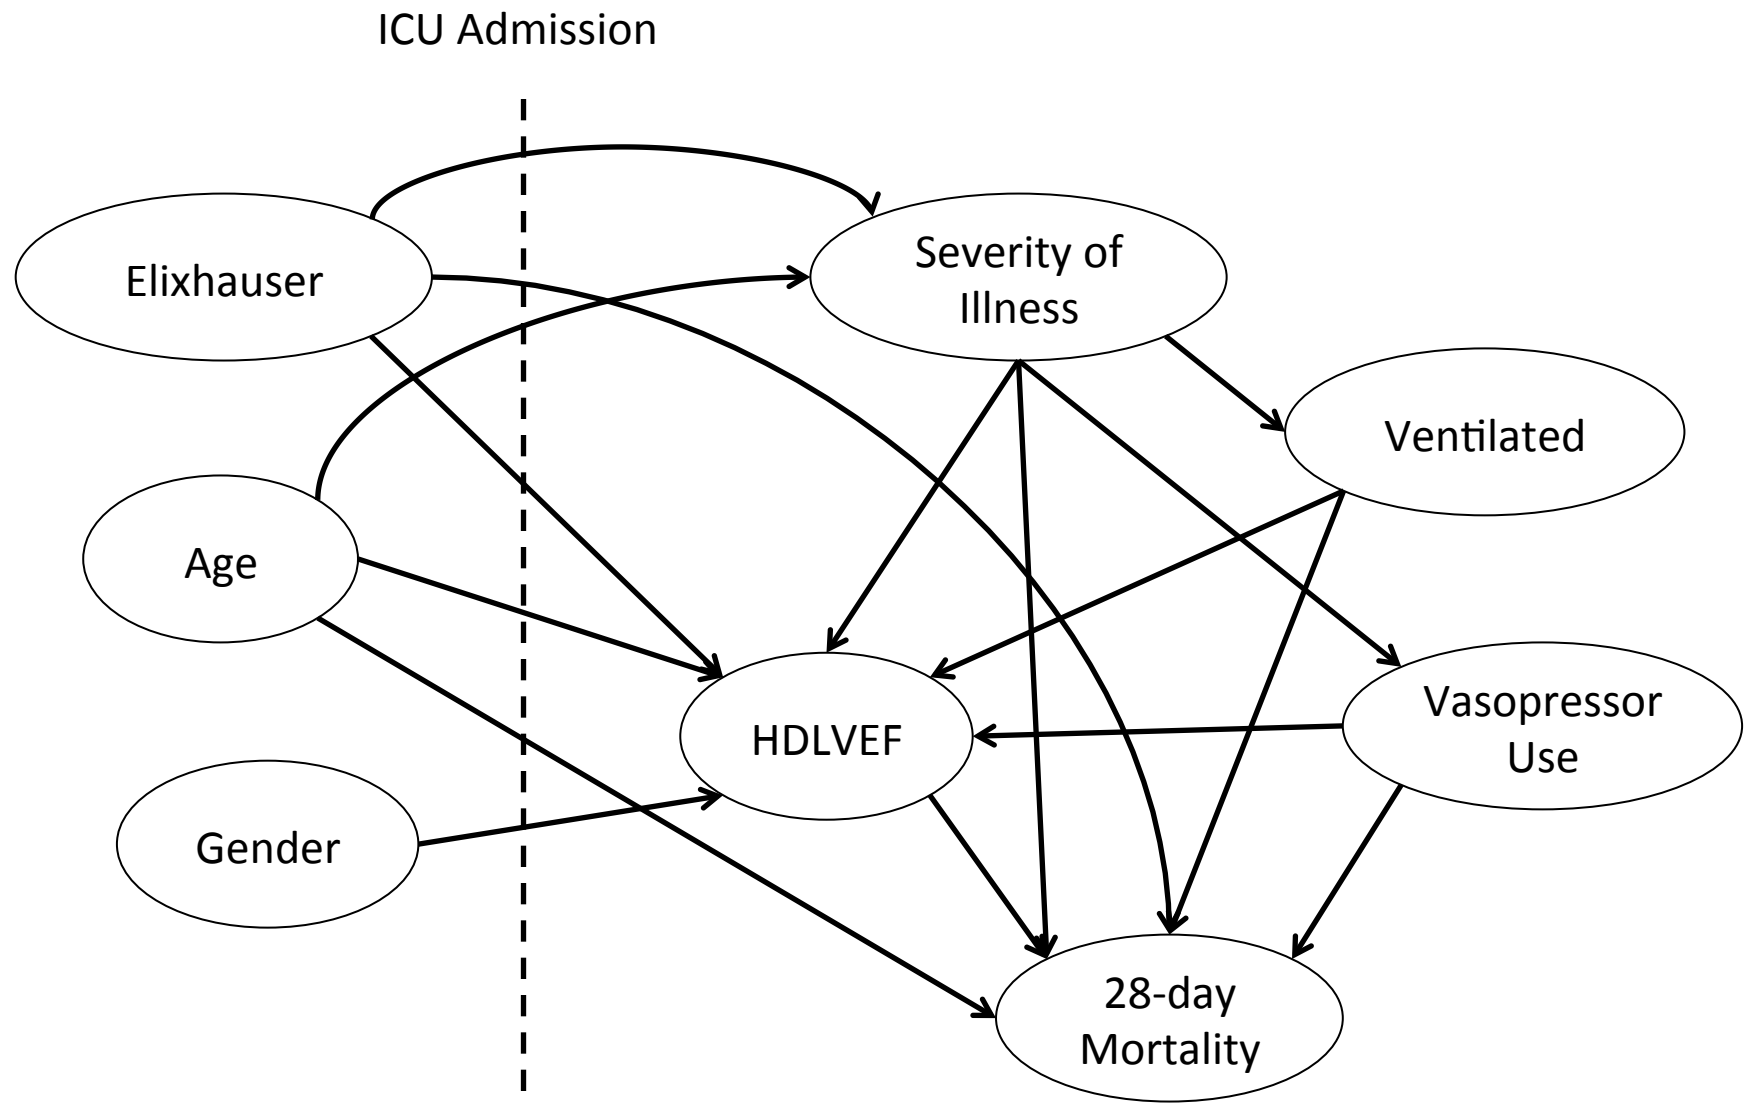 ICU Admission
Elixhauser
Severity of
Illness
Ventilated
Age
Vasopressor
Use
HDLVEF
Gender
28-day
Mortality